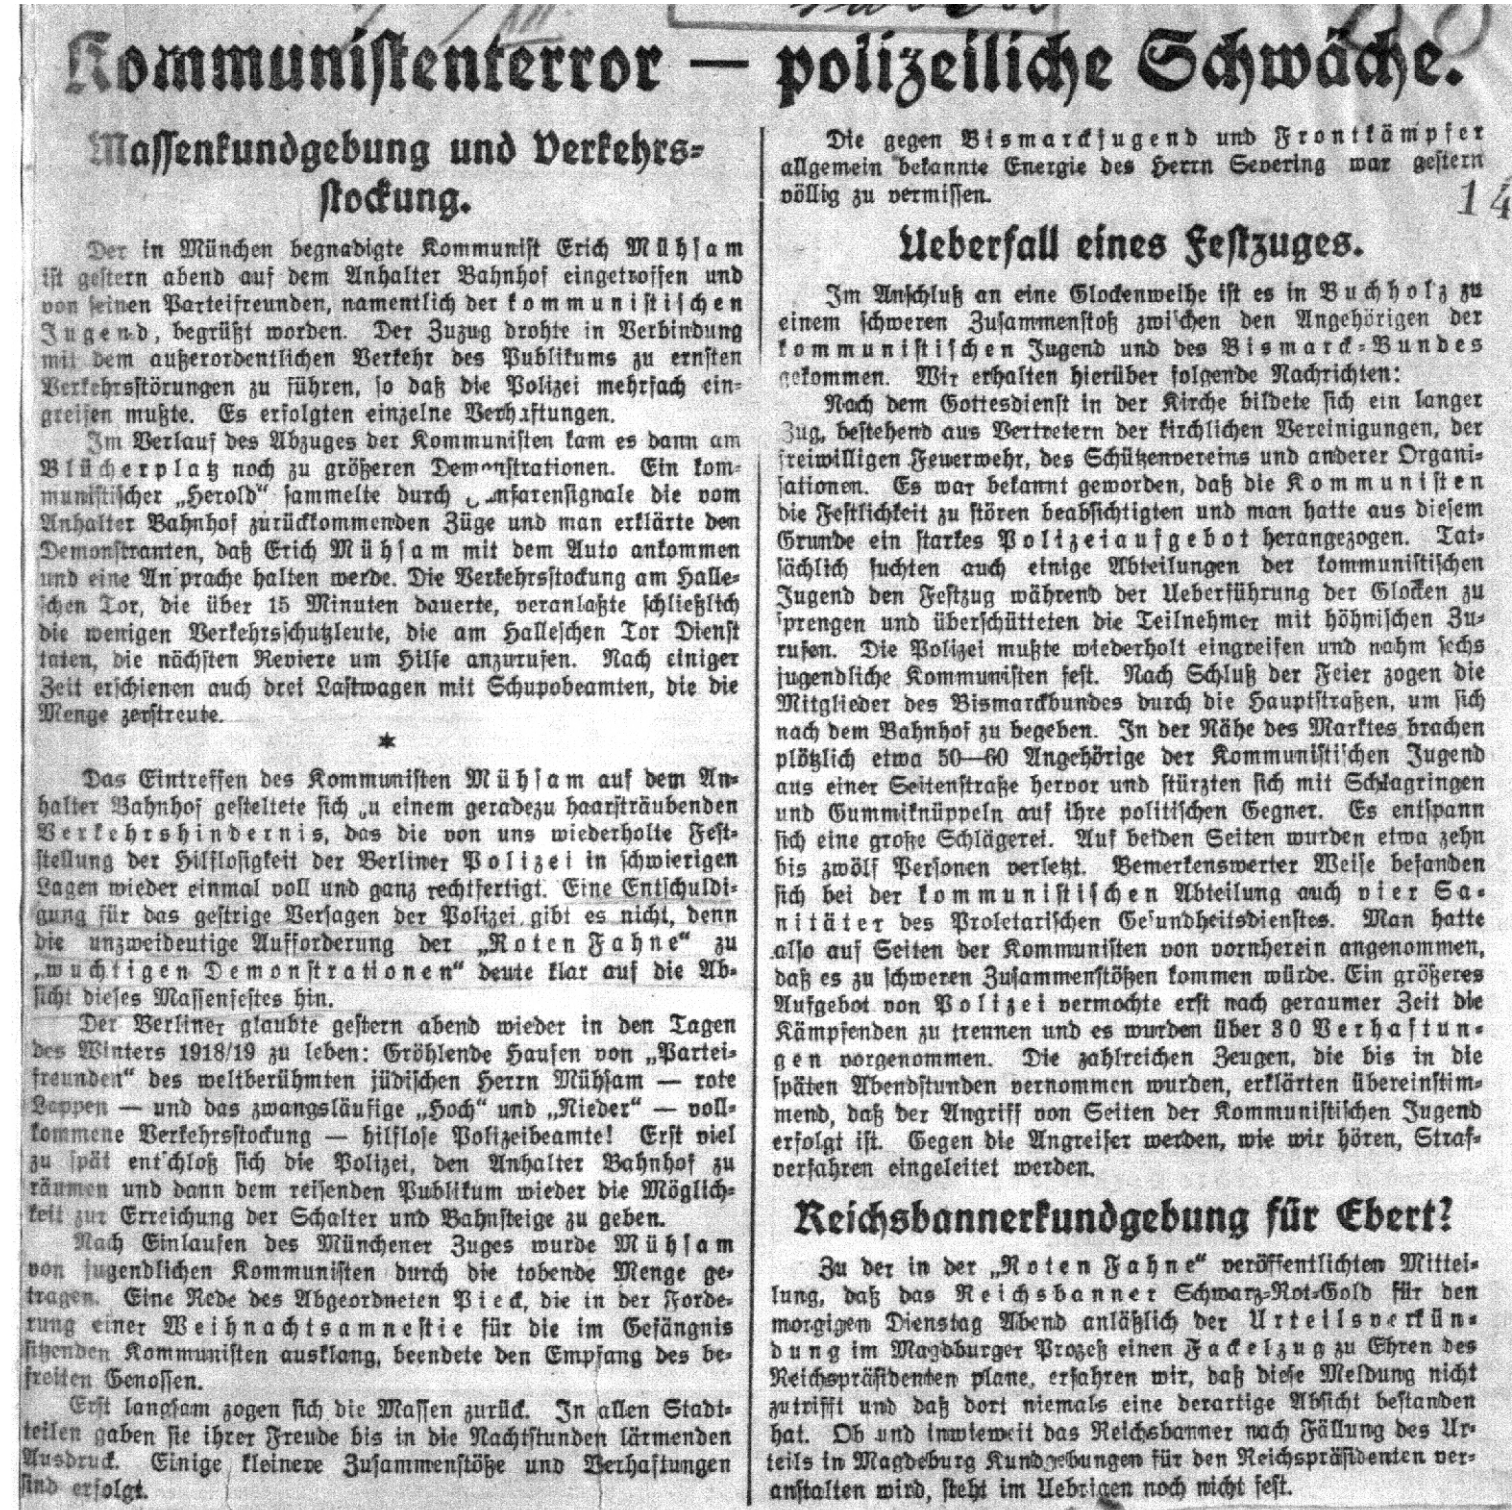 Kommunistenterror — polizeiliche Schwäche.
Massenkundgebung und Verkehrs-
stockung.
Der in München begnadigte Kommunist Erich Mühsam
ist gestern abend auf dem Anhalter Bahnhof eingetroffen und
von seinen Parteifreunden, namentlich der kommunistischen
Jugend, begrüßt worden. Der Zuzug drohte in Verbindung
mit dem außerordentlichen Verkehr des Publikums zu ernsten
Verkehrsstörungen zu führen, so daß die Polizei mehrfach ein-
greifen mußte. Es erfolgten einzelne Verhaftungen.
Im Verlauf des Abzuges der Kommunisten kam es dann am
Blücherplatz noch zu größeren Demonstrationen. Ein kom-
munistischer „Herold“ sammelte durch Fanfarensignale die vom
Anhalter Bahnhof zurückkommenden Züge und man erklärte den
Demonstranten, daß Erich Mühsam mit dem Auto ankommen
und eine Ansprache halten werde. Die Verkehrsstockung am Halle-
schen Tor, die über 15 Minuten dauerte, veranlaßte schließlich
die wenigen Verkehrsschutzleute, die am Halleschen Tor Dienst
taten, die nächsten Reviere um Hilfe anzurufen. Nach einiger
Zeit erschienen auch drei Lastwagen mit Schupobeamten, die die
Menge zerstreute.
*
Das Eintreffen des Kommunisten Mühsam auf dem An-
halter Bahnhof gestaltete sich zu einem geradezu haarsträubenden
Verkehrshindernis, das die von uns wiederholte Fest-
stellung der Hilflosigkeit der Berliner Polizei in schwierigen
Lagen wieder einmal voll und ganz rechtfertigt. Eine Entschuldi-
gung für das gestrige Versagen der Polizei gibt es nicht, denn
die unzweideutige Aufforderung der „Roten Fahne“ zu
„wuchtigen Demonstrationen“ deute klar auf die Ab-
sicht dieses Massenfestes hin.
Der Berliner glaubte gestern abend wieder in den Tagen
des Winters 1918/19 zu leben: Gröhlende Haufen von „Partei-
freunden“ des weltberühmten jüdischen Herrn Mühsam — rote
Lappen — und das zwangsläufige „Hoch“ und „Nieder“ — voll-
kommene Verkehrsstockung — hilflose Polizeibeamte! Erst viel
zu spät entschloß sich die Polizei, den Anhalter Bahnhof zu
räumen und dann dem reisenden Publikum wieder die Möglich-
keit zur Erreichung der Schalter und Bahnsteige zu geben.
Nach Einlaufen des Münchener Zuges wurde Mühsam
von jugendlichen Kommunisten durch die tobende Menge ge-
tragen. Eine Rede des Abgeordneten Pieck, die in der Forde-
rung einer Weihnachtsamnestie für die im Gefängnis
sitzenden Kommunisten ausklang, beendete den Empfang des be-
freiten Genossen.
Erst langsam zogen sich die Massen zurück. In allen Stadt-
teilen gaben sie ihrer Freude bis in die Nachtstunden lärmenden
Ausdruck. Einige kleinere Zusammenstöße und Verhaftungen
sind erfolgt.
Die gegen Bismarckjugend und Frontkämpfer
allgemein bekannte Energie des Herrn Severing war gestern
völlig zu vermissen.
14
Ueberfall eines Festzuges.
Im Anschluß an eine Glockenweihe ist es in Buchholz zu
einem schweren Zusammenstoß zwischen den Angehörigen der
kommunistischen Jugend und des Bismarck-Bundes
gekommen. Wir erhalten hierüber folgende Nachrichten:
Nach dem Gottesdienst in der Kirche bildete sich ein langer
Zug, bestehend aus Vertretern der kirchlichen Vereinigungen, der
freiwilligen Feuerwehr, des Schützenvereins und anderer Organi-
sationen. Es war bekannt geworden, daß die Kommunisten
die Festlichkeit zu stören beabsichtigten und man hatte aus diesem
Grunde ein starkes Polizeiaufgebot herangezogen. Tat-
sächlich suchten auch einige Abteilungen der kommunistischen
Jugend den Festzug während der Ueberführung der Glocken zu
sprengen und überschütteten die Teilnehmer mit höhnischen Zu-
rufen. Die Polizei mußte wiederholt eingreifen und nahm sechs
jugendliche Kommunisten fest. Nach Schluß der Feier zogen die
Mitglieder des Bismarckbundes durch die Hauptstraßen, um sich
nach dem Bahnhof zu begeben. In der Nähe des Marktes brachen
plötzlich etwa 50—60 Angehörige der Kommunistischen Jugend
aus einer Seitenstraße hervor und stürzten sich mit Schlagringen
und Gummiknüppeln auf ihre politischen Gegner. Es entspann
sich eine große Schlägerei. Auf beiden Seiten wurden etwa zehn
bis zwölf Personen verletzt. Bemerkenswerter Weise befanden
sich bei der kommunistischen Abteilung auch vier Sa-
nitäter des Proletarischen Gesundheitsdienstes. Man hatte
also auf Seiten der Kommunisten von vornherein angenommen,
daß es zu schweren Zusammenstößen kommen würde. Ein größeres
Aufgebot von Polizei vermochte erst nach geraumer Zeit die
Kämpfenden zu trennen und es wurden über 30 Verhaftun-
gen vorgenommen. Die zahlreichen Zeugen, die bis in die
späten Abendstunden vernommen wurden, erklärten übereinstim-
mend, daß der Angriff von Seiten der Kommunistischen Jugend
erfolgt ist. Gegen die Angreifer werden, wie wir hören, Straf-
verfahren eingeleitet werden.
Reichsbannerkundgebung für Ebert?
Zu der in der „Roten Fahne“ veröffentlichten Mittei-
lung, daß das Reichsbanner Schwarz-Rot-Gold für den
morgigen Dienstag Abend anläßlich der Urteilsverkün-
dung im Magdburger Prozeß einen Fackelzug zu Ehren des
Reichspräsidenten plane, erfahren wir, daß diese Meldung nicht
zutrifft und daß dort niemals eine derartige Absicht bestanden
hat. Ob und inwieweit das Reichsbanner nach Fällung des Ur-
teils in Magdeburg Kundgebungen für den Reichspräsidenten ver-
anstalten wird, steht im Uebrigen noch nicht fest.